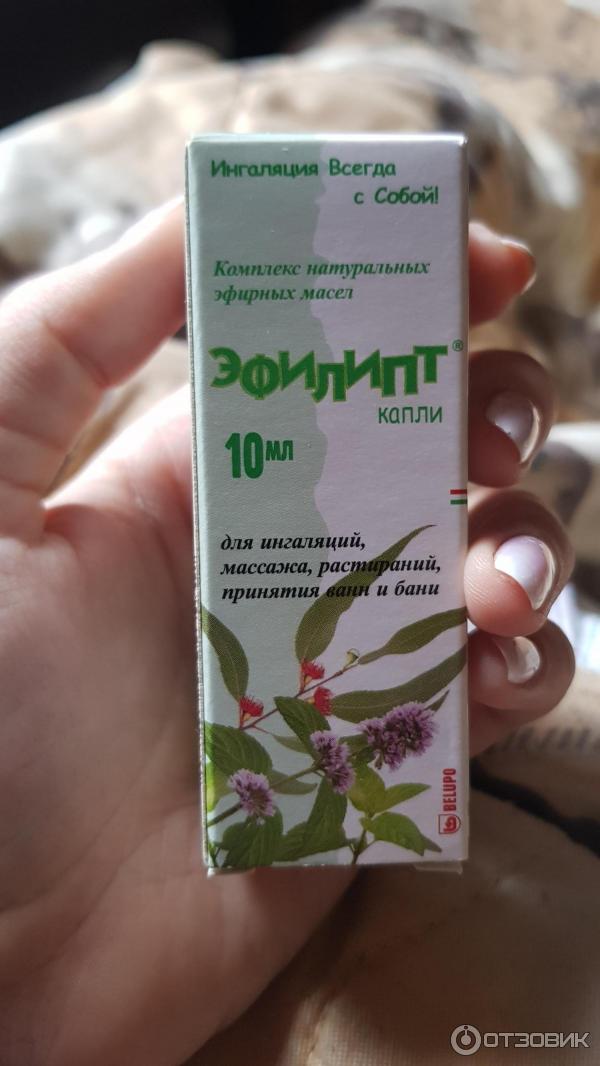 Ингаляция Всегда
с Собой!
Комплекс натуральных
эфирных масел
ЭФИЛИПТ®
капли
10мл
для ингаляций,
массажа, растираний,
принятия ванн и бани
BELUPO
ОТЗОВИК